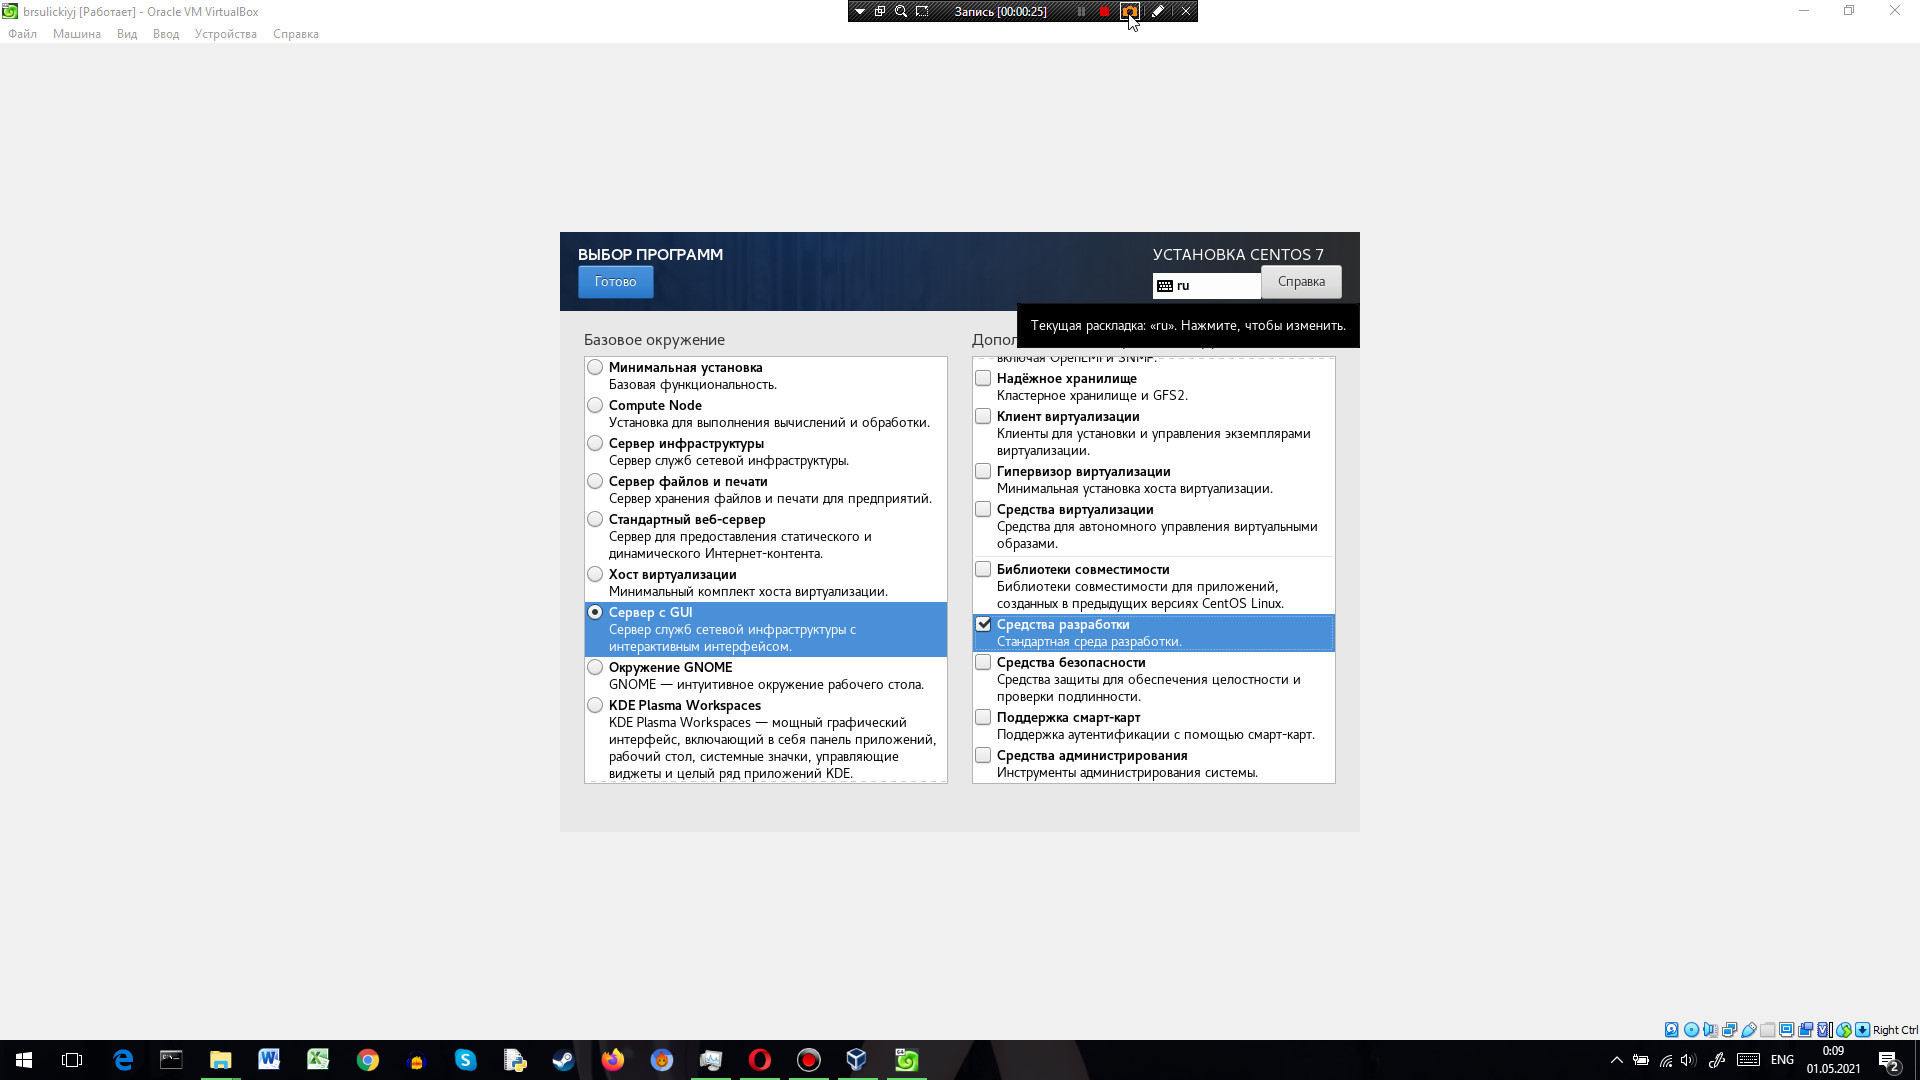 brsulickiyj [Работает] - Oracle VM VirtualBox
Запись [00:00:25]
Файл Машина Вид Ввод Устройства Справка
ВЫБОР ПРОГРАММ
УСТАНОВКА CENTOS 7
Готово
ru
Справка
Текущая раскладка: «ru». Нажмите, чтобы изменить.
Базовое окружение
Минимальная установка
Базовая функциональность.
Compute Node
Установка для выполнения вычислений и обработки.
Сервер инфраструктуры
Сервер служб сетевой инфраструктуры.
Сервер файлов и печати
Сервер хранения файлов и печати для предприятий.
Стандартный веб-сервер
Сервер для предоставления статического и
динамического Интернет-контента.
Хост виртуализации
Минимальный комплект хоста виртуализации.
Сервер с GUI
Сервер служб сетевой инфраструктуры с
интерактивным интерфейсом.
Окружение GNOME
GNOME — интуитивное окружение рабочего стола.
KDE Plasma Workspaces
KDE Plasma Workspaces — мощный графический
интерфейс, включающий в себя панель приложений,
рабочий стол, системные значки, управляющие
виджеты и целый ряд приложений KDE.
Допол
включая OpenLMI и SNMP.
Надёжное хранилище
Кластерное хранилище и GFS2.
Клиент виртуализации
Клиенты для установки и управления экземплярами
виртуализации.
Гипервизор виртуализации
Минимальная установка хоста виртуализации.
Средства виртуализации
Средства для автономного управления виртуальными
образами.
Библиотеки совместимости
Библиотеки совместимости для приложений,
созданных в предыдущих версиях CentOS Linux.
Средства разработки
Стандартная среда разработки.
Средства безопасности
Средства защиты для обеспечения целостности и
проверки подлинности.
Поддержка смарт-карт
Поддержка аутентификации с помощью смарт-карт.
Средства администрирования
Инструменты администрирования системы.
Right Ctrl
ENG
0:09
01.05.2021
2